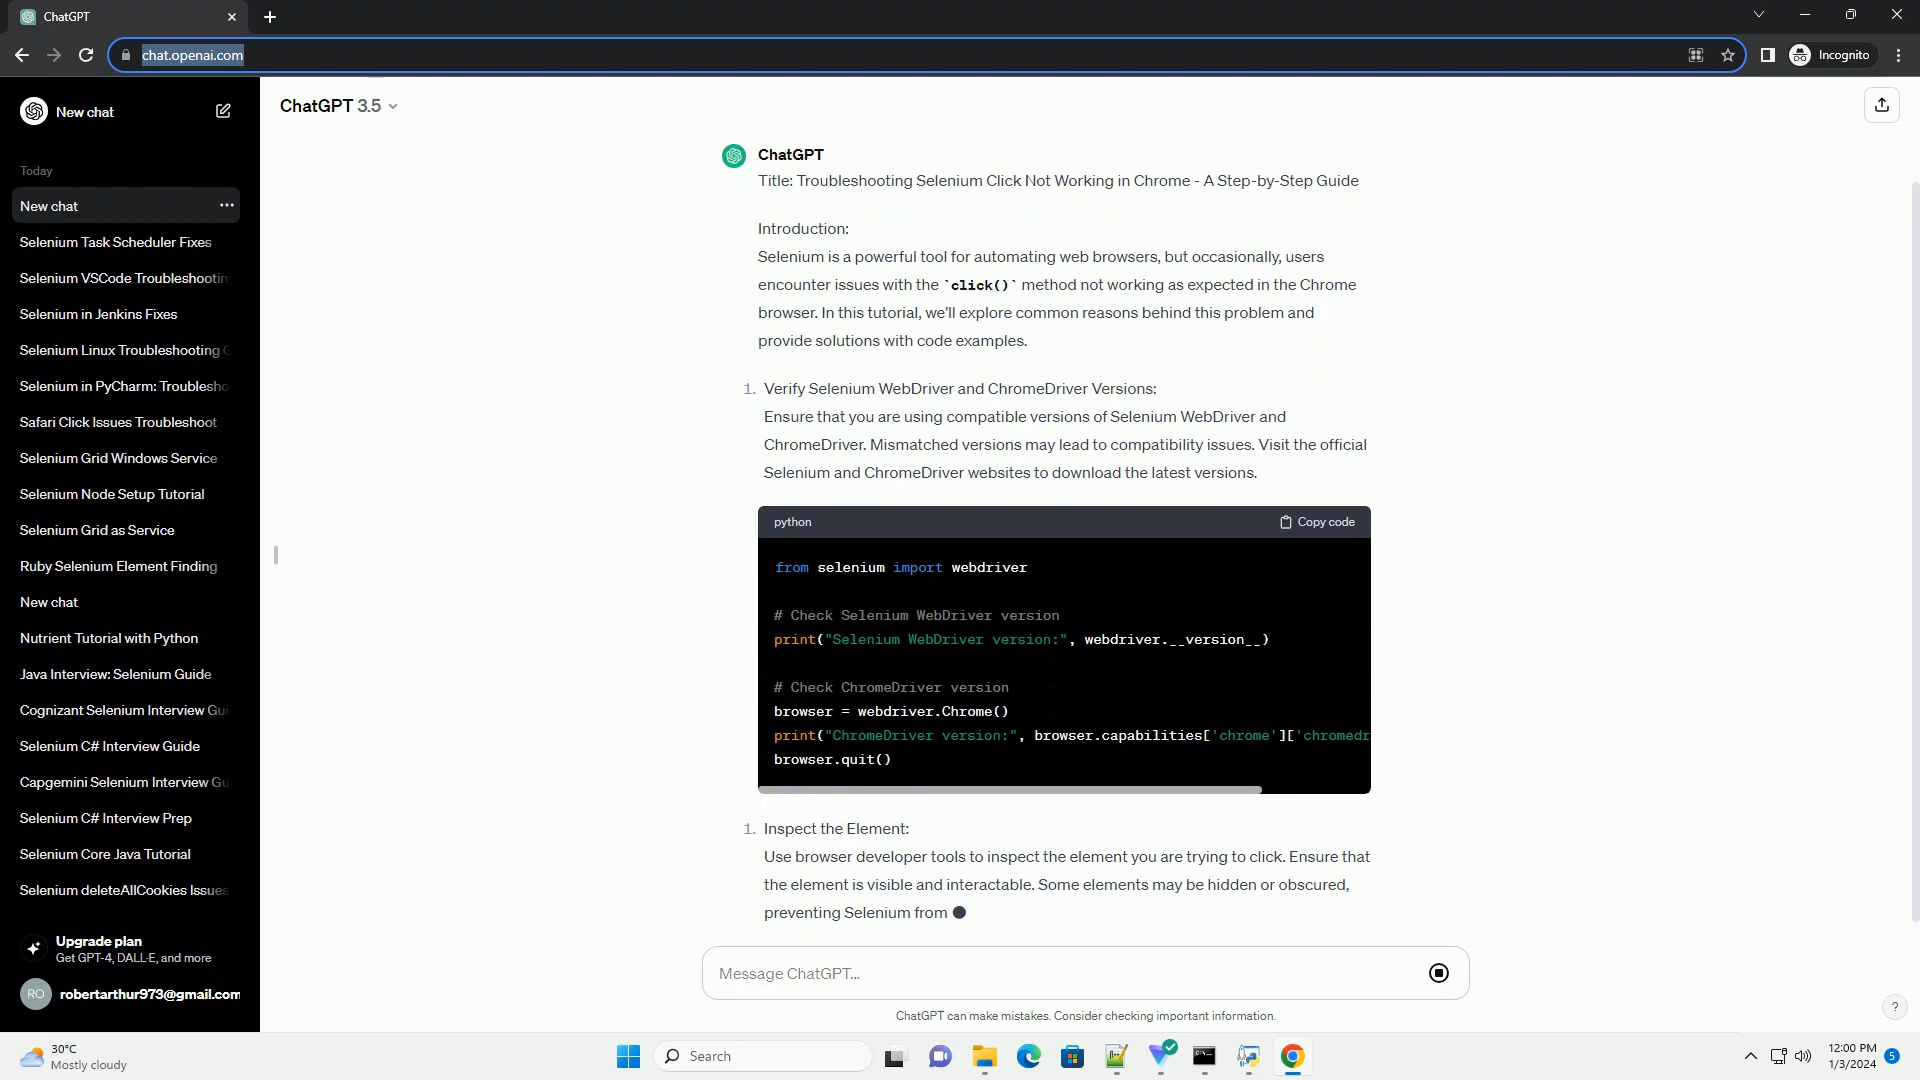 ChatGPT
chat.openai.com
Incognito
New chat
Today
New chat
Selenium Task Scheduler Fixes
Selenium VSCode Troubleshootin
Selenium in Jenkins Fixes
Selenium Linux Troubleshooting G
Selenium in PyCharm: Troublesho
Safari Click Issues Troubleshoot
Selenium Grid Windows Service
Selenium Node Setup Tutorial
Selenium Grid as Service
Ruby Selenium Element Finding
New chat
Nutrient Tutorial with Python
Java Interview: Selenium Guide
Cognizant Selenium Interview Gui
Selenium C# Interview Guide
Capgemini Selenium Interview Gu
Selenium C# Interview Prep
Selenium Core Java Tutorial
Selenium deleteAllCookies Issues
Upgrade plan
Get GPT-4, DALL·E, and more
RO
robertarthur973@gmail.com
ChatGPT 3.5
ChatGPT
Title: Troubleshooting Selenium Click Not Working in Chrome - A Step-by-Step Guide
Introduction:
Selenium is a powerful tool for automating web browsers, but occasionally, users
encounter issues with the `click()` method not working as expected in the Chrome
browser. In this tutorial, we'll explore common reasons behind this problem and
provide solutions with code examples.
1. Verify Selenium WebDriver and ChromeDriver Versions:
Ensure that you are using compatible versions of Selenium WebDriver and
ChromeDriver. Mismatched versions may lead to compatibility issues. Visit the official
Selenium and ChromeDriver websites to download the latest versions.
python
Copy code
from selenium import webdriver
# Check Selenium WebDriver version
print("Selenium WebDriver version:", webdriver.__version__)
# Check ChromeDriver version
browser = webdriver.Chrome()
print("ChromeDriver version:", browser.capabilities['chrome']['chromedr
browser.quit()
1. Inspect the Element:
Use browser developer tools to inspect the element you are trying to click. Ensure that
the element is visible and interactable. Some elements may be hidden or obscured,
preventing Selenium from
Message ChatGPT...
ChatGPT can make mistakes. Consider checking important information.
?
30°C
Mostly cloudy
Search
12:00 PM
1/3/2024
5